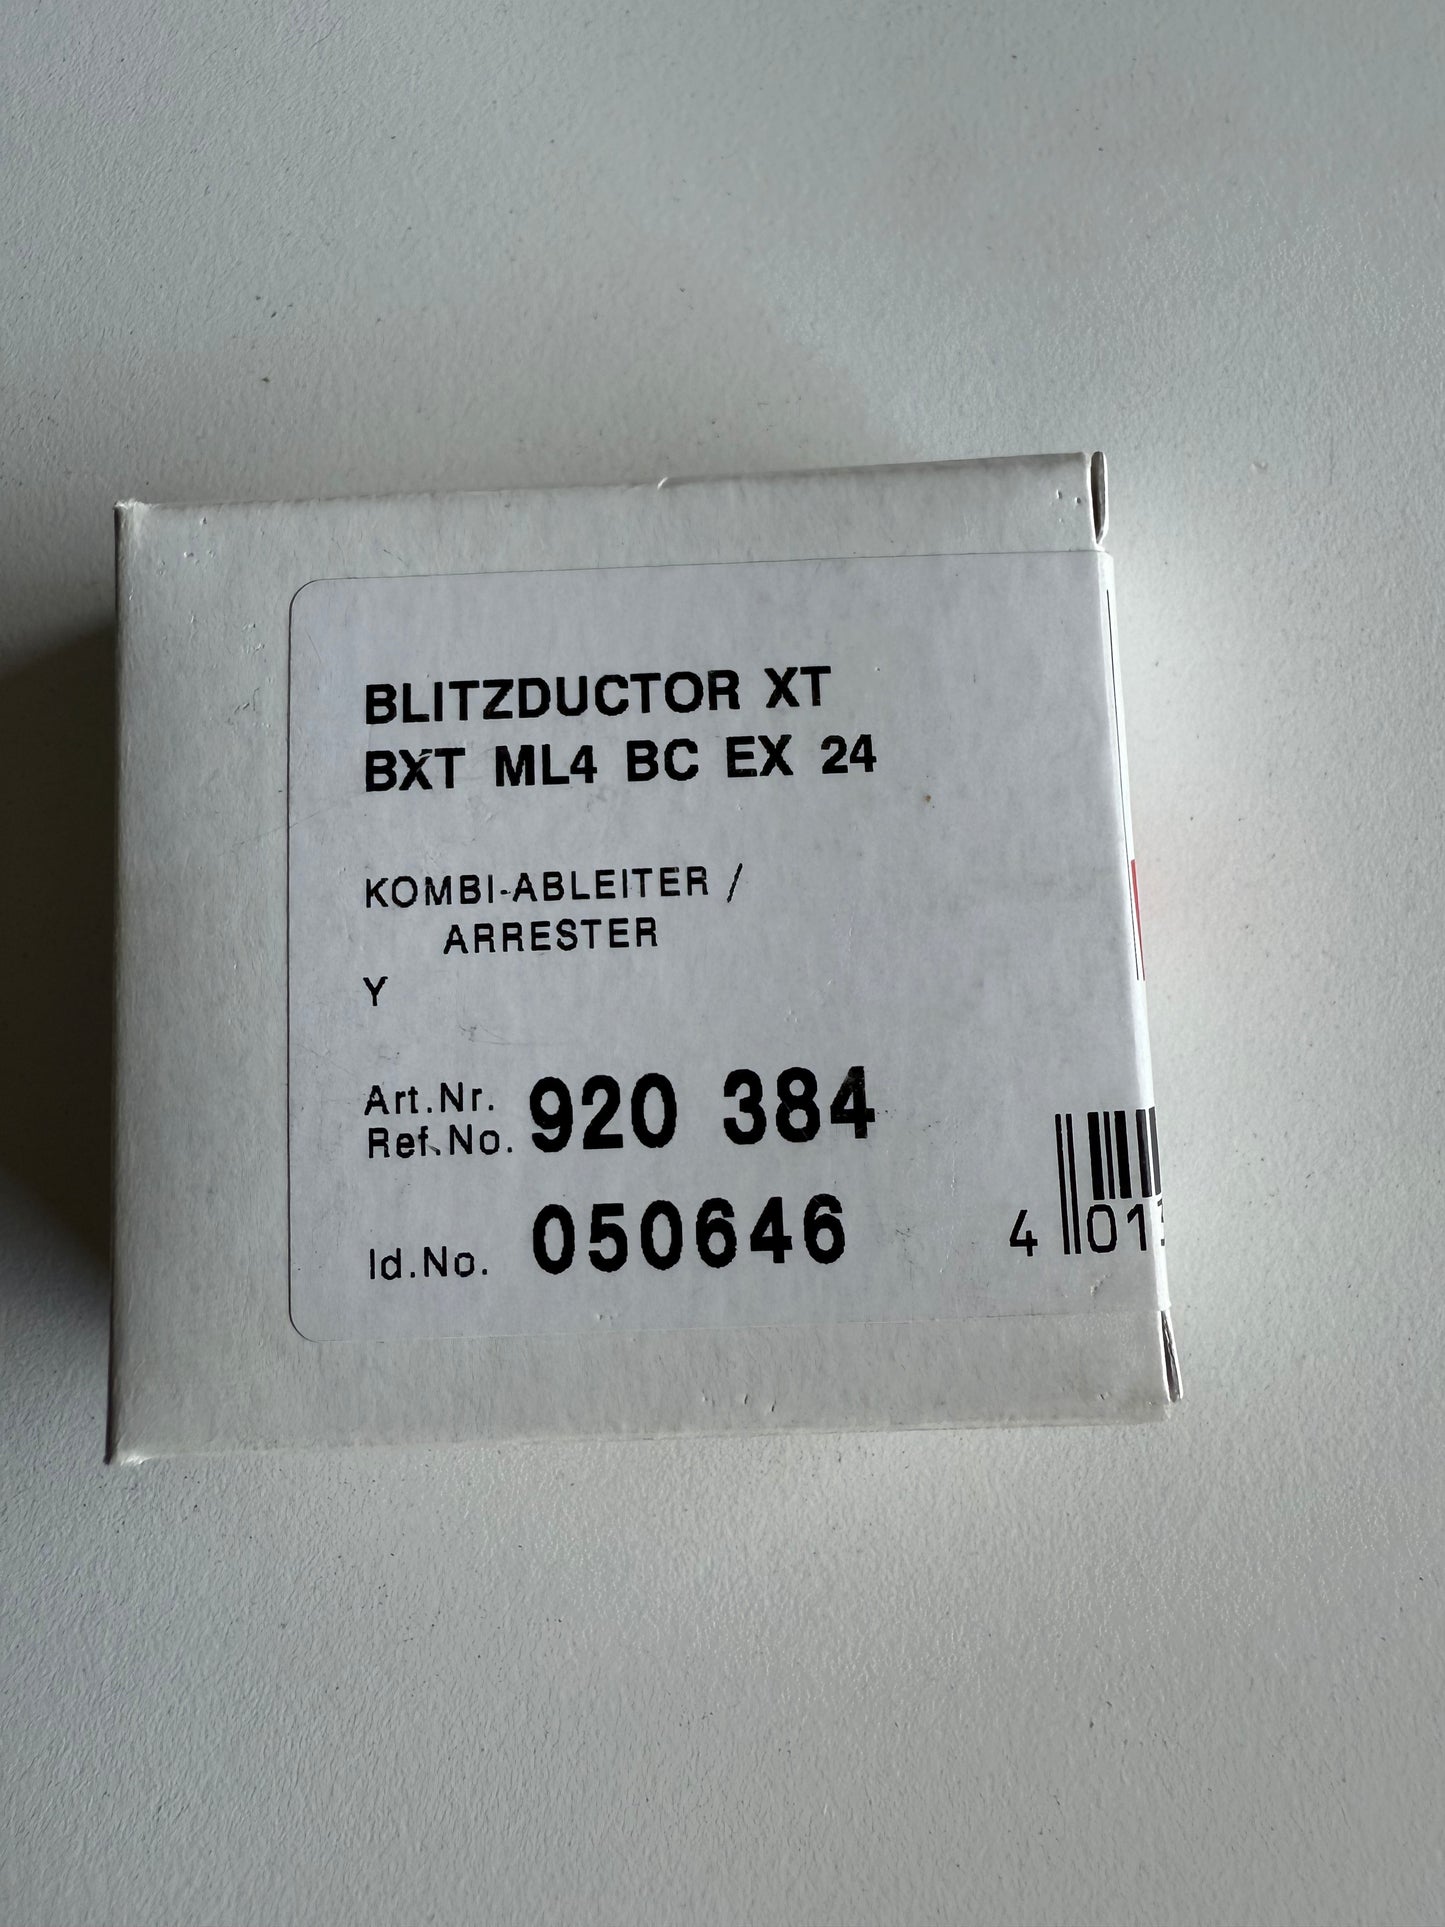 BLITZDUCTOR XT
BXT ML4 BC EX 24
KOMBI-ABLEITER /
ARRESTER
Y
Art.Nr.
Ref.No. 920 384
Id.No. 050646
4 01